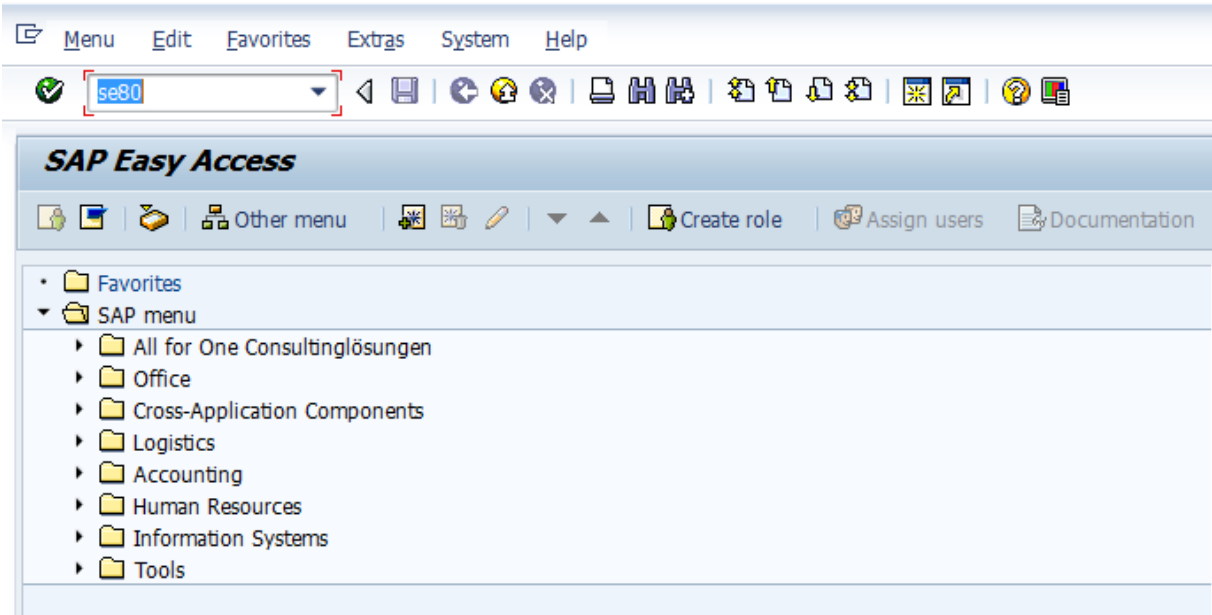 Menu Edit Favorites Extras System Help
se80
SAP Easy Access
Other menu Create role Assign users Documentation
Favorites
SAP menu
All for One Consultinglösungen
Office
Cross-Application Components
Logistics
Accounting
Human Resources
Information Systems
Tools